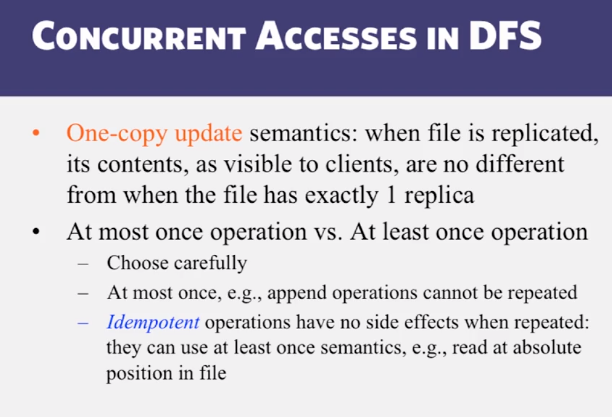 CONCURRENT ACCESSES IN DFS
• One-copy update semantics: when file is replicated,
its contents, as visible to clients, are no different
from when the file has exactly 1 replica
• At most once operation vs. At least once operation
– Choose carefully
– At most once, e.g., append operations cannot be repeated
– Idempotent operations have no side effects when repeated:
they can use at least once semantics, e.g., read at absolute
position in file